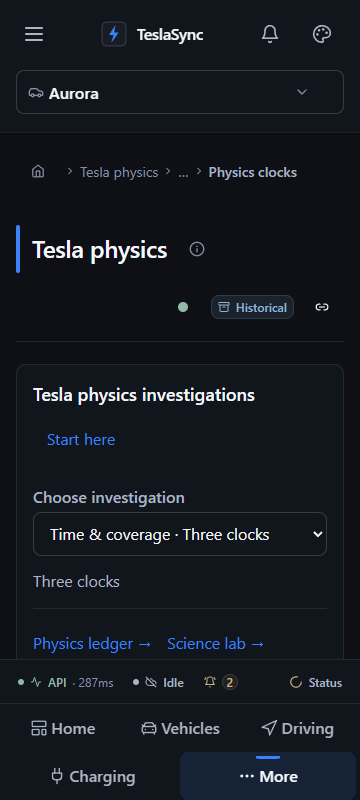 TeslaSync
Aurora
Tesla physics ... Physics clocks
Tesla physics
Historical
Tesla physics investigations
Start here
Choose investigation
Time & coverage · Three clocks
Three clocks
Physics ledger → Science lab →
API · 287ms Idle 2 Status
Home Vehicles Driving
Charging More